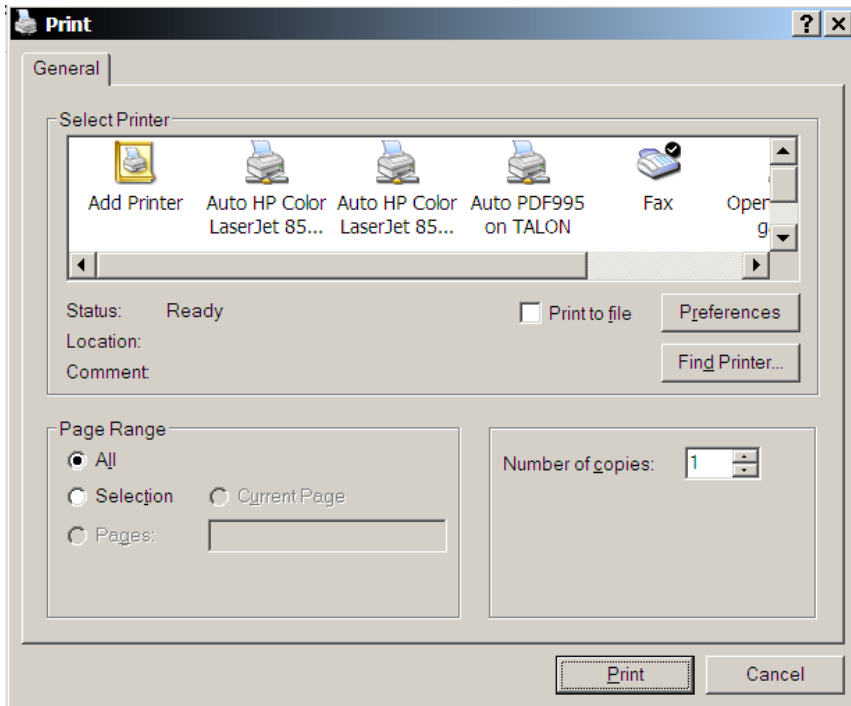 Print
General
Select Printer
Add Printer
Auto HP Color
LaserJet 85...
Auto HP Color
LaserJet 85...
Auto PDF995
on TALON
Fax
Open
g
Status: Ready
Location:
Comment:
Print to file
Preferences
Find Printer...
Page Range
All
Selection
Current Page
Pages:
Number of copies: 1
Print
Cancel